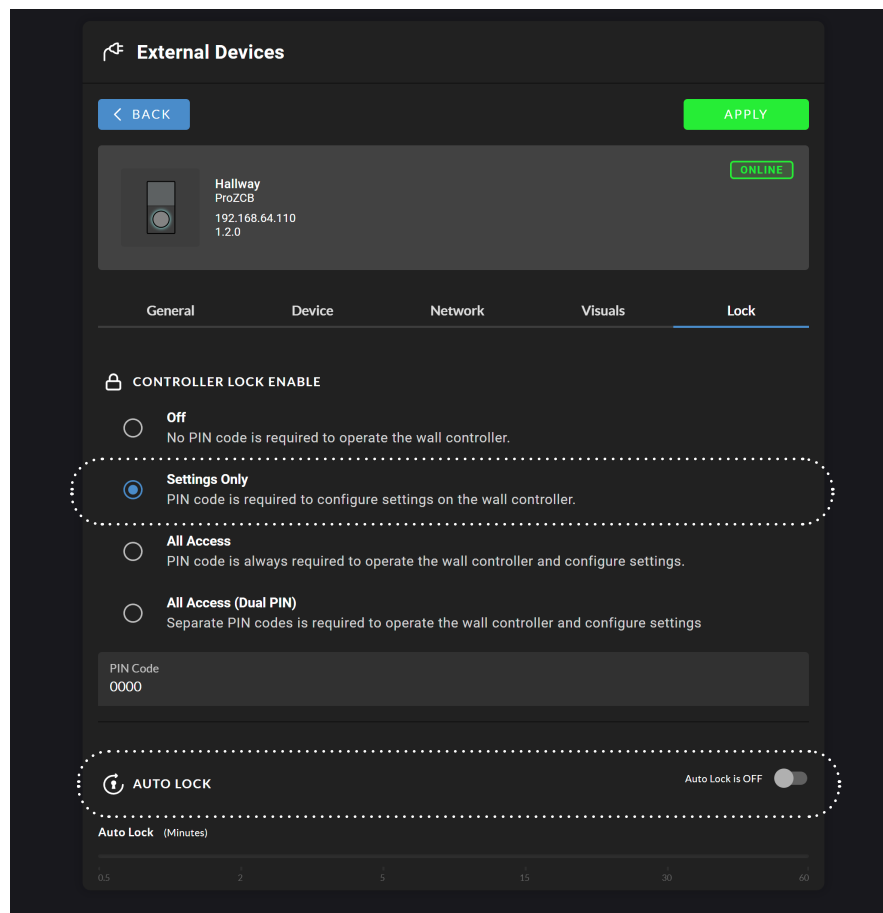 External Devices
BACK
APPLY
Hallway
ProZCB
192.168.64.110
1.2.0
ONLINE
General Device Network Visuals Lock
CONTROLLER LOCK ENABLE
Off
No PIN code is required to operate the wall controller.
Settings Only
PIN code is required to configure settings on the wall controller.
All Access
PIN code is always required to operate the wall controller and configure settings.
All Access (Dual PIN)
Separate PIN codes is required to operate the wall controller and configure settings
PIN Code
0000
AUTO LOCK
Auto Lock is OFF
Auto Lock (Minutes)
0.5 2 5 15 30 60